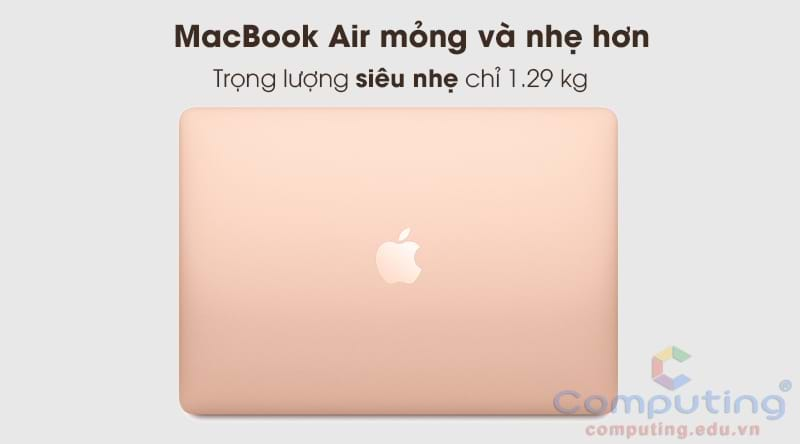 MacBook Air mỏng và nhẹ hơn
Trọng lượng siêu nhẹ chỉ 1.29 kg
Computing®
computing.edu.vn